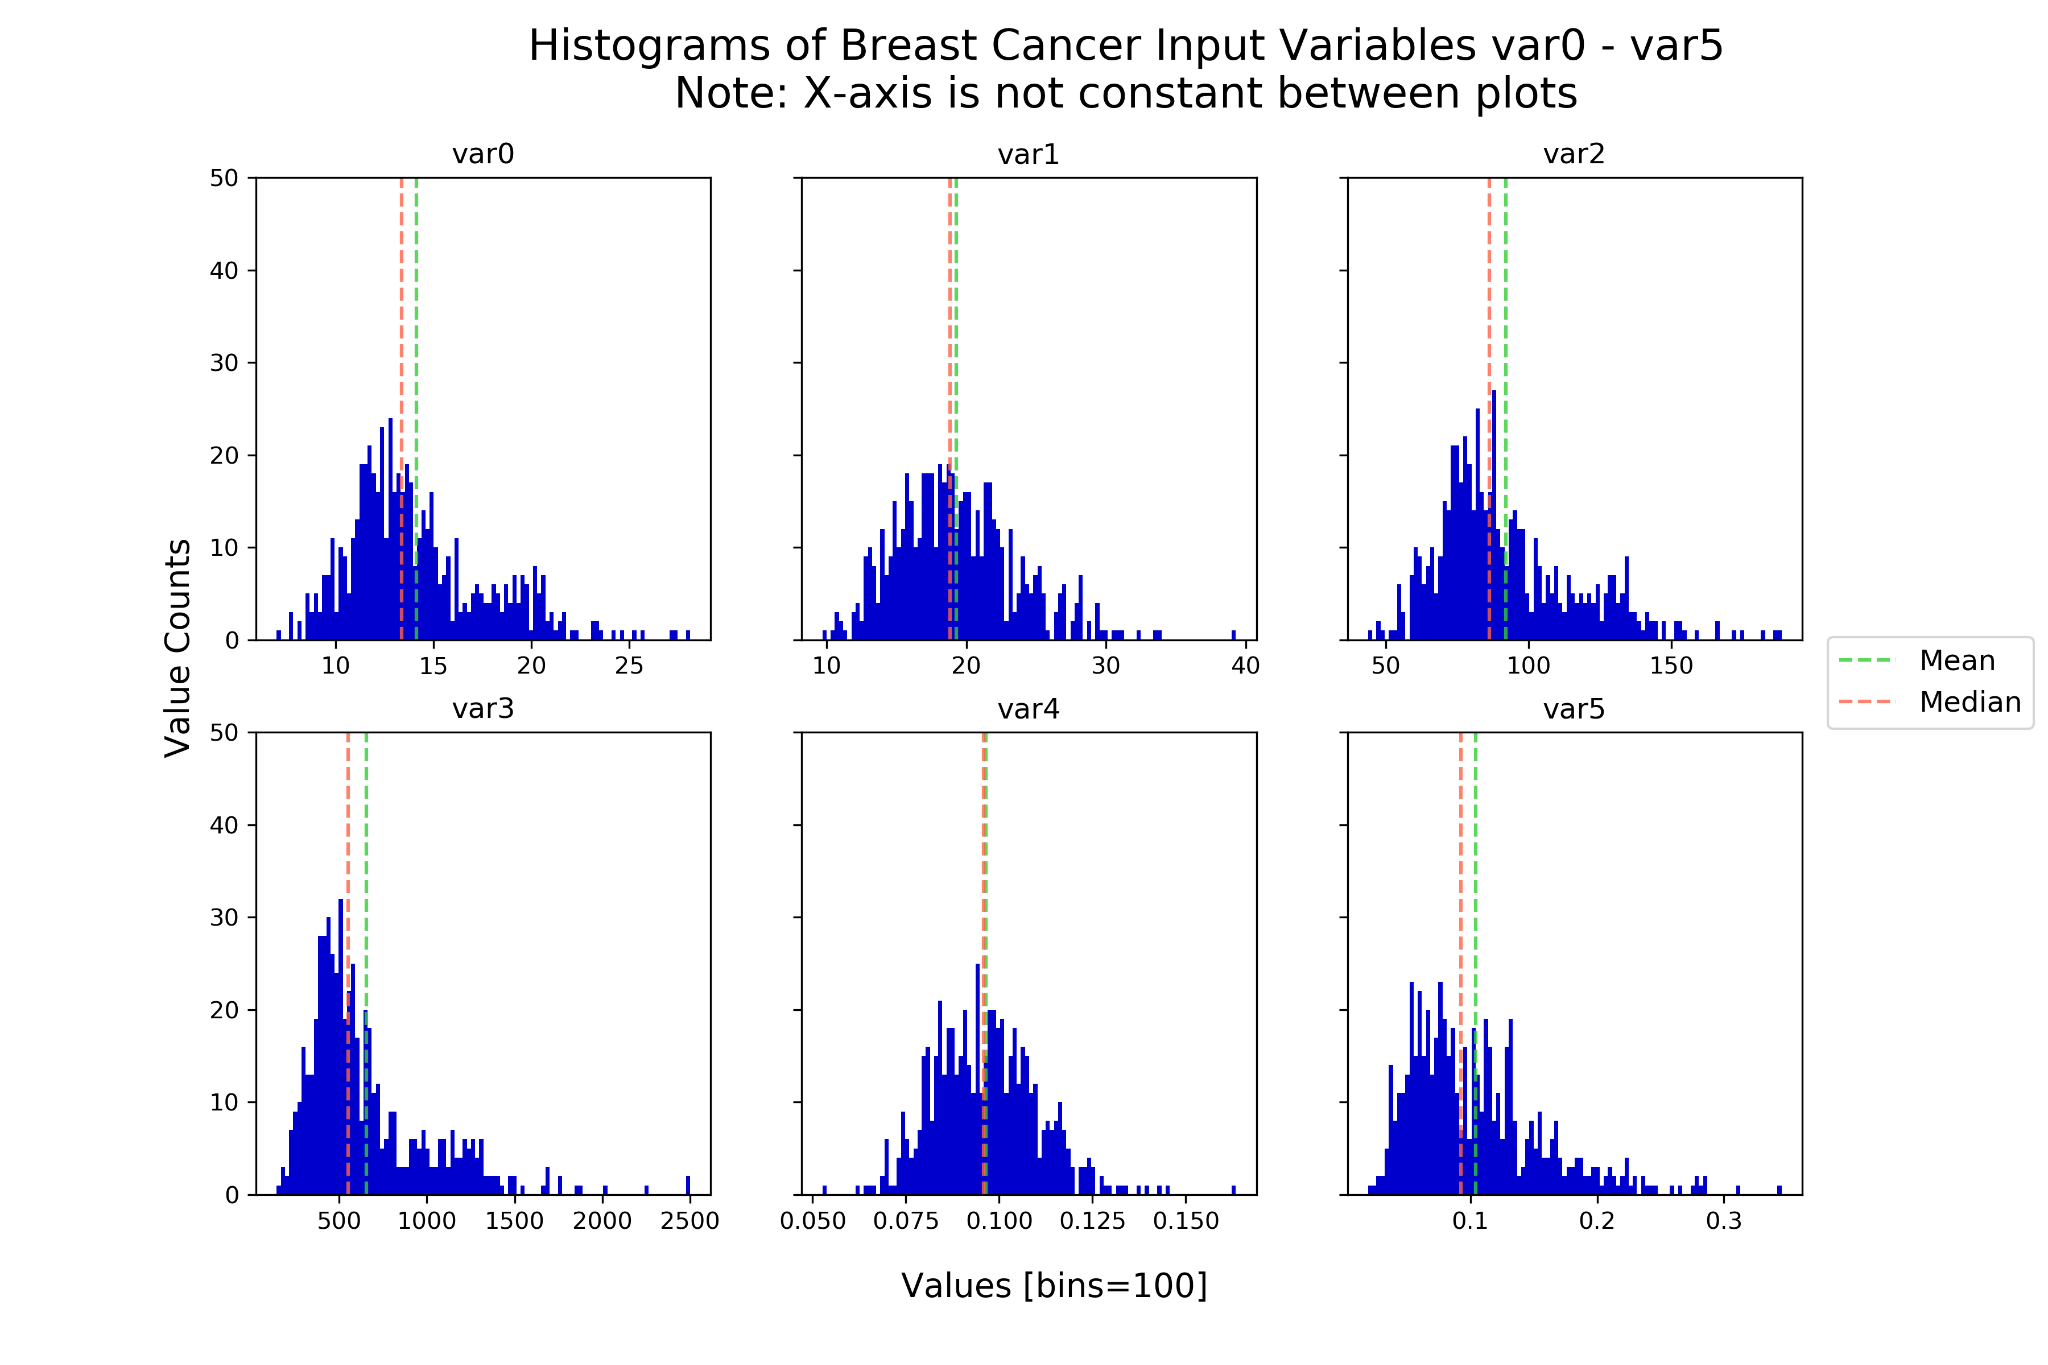 Histograms of Breast Cancer Input Variables var0 - var5
Note: X-axis is not constant between plots
var0
var1
var2
50
40
30
20
10
0
10 15 20 25
10 20 30 40
50 100 150
Value Counts
Mean
Median
var3
var4
var5
50
40
30
20
10
0
500 1000 1500 2000 2500
0.050 0.075 0.100 0.125 0.150
0.1 0.2 0.3
Values [bins=100]